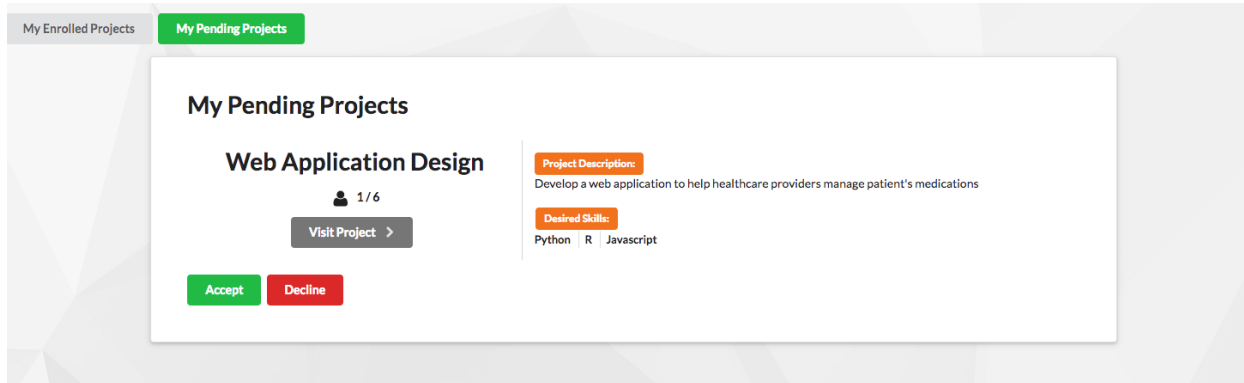 My Enrolled Projects
My Pending Projects
My Pending Projects
Web Application Design
1/6
Visit Project
Project Description:
Develop a web application to help healthcare providers manage patient's medications
Desired Skills:
Python R Javascript
Accept Decline